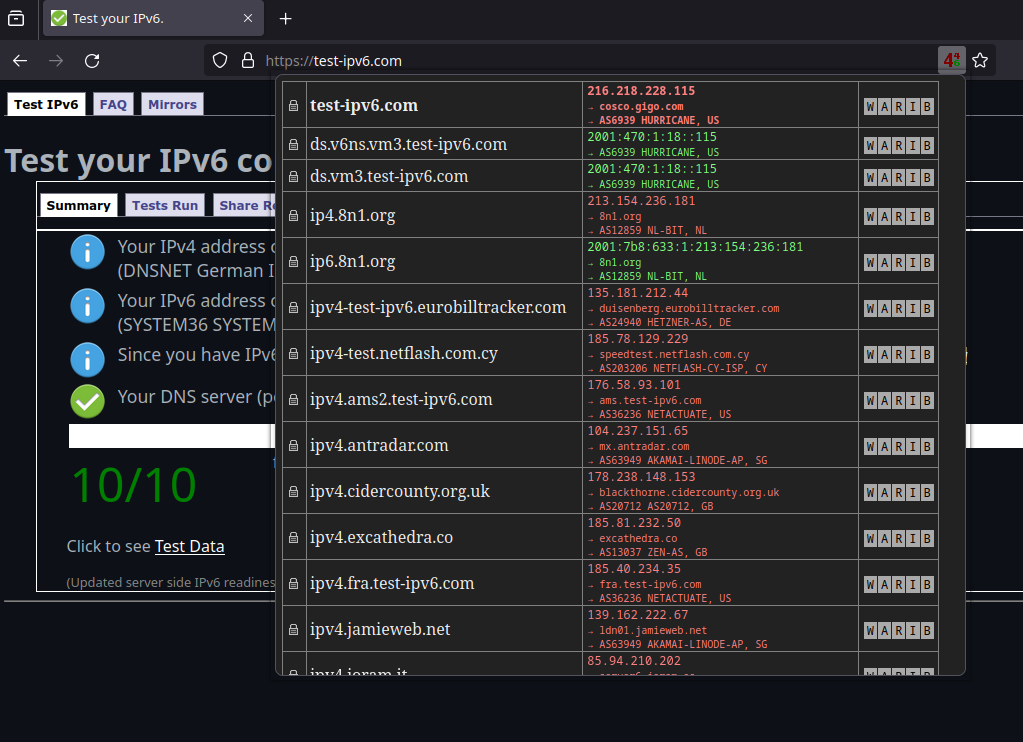 Test your IPv6.
https://test-ipv6.com
4
4
6
Test IPv6 FAQ Mirrors
Test your IPv6 co
Summary Tests Run Share Re
Your IPv4 address
(DNSNET German I
Your IPv6 address
(SYSTEM36 SYSTEM
Since you have IPv6
Your DNS server (po
10/10
Click to see Test Data
(Updated server side IPv6 readines
test-ipv6.com
216.218.228.115
→ cosco.gigo.com
→ AS6939 HURRICANE, US
W A R I B
ds.v6ns.vm3.test-ipv6.com
2001:470:1:18::115
→ AS6939 HURRICANE, US
W A R I B
ds.vm3.test-ipv6.com
2001:470:1:18::115
→ AS6939 HURRICANE, US
W A R I B
ip4.8n1.org
213.154.236.181
→ 8n1.org
→ AS12859 NL-BIT, NL
W A R I B
ip6.8n1.org
2001:7b8:633:1:213:154:236:181
→ 8n1.org
→ AS12859 NL-BIT, NL
W A R I B
ipv4-test-ipv6.eurobilltracker.com
135.181.212.44
→ duisenberg.eurobilltracker.com
→ AS24940 HETZNER-AS, DE
W A R I B
ipv4-test.netflash.com.cy
185.78.129.229
→ speedtest.netflash.com.cy
→ AS203206 NETFLASH-CY-ISP, CY
W A R I B
ipv4.ams2.test-ipv6.com
176.58.93.101
→ ams.test-ipv6.com
→ AS36236 NETACTUATE, US
W A R I B
ipv4.antradar.com
104.237.151.65
→ mx.antradar.com
→ AS63949 AKAMAI-LINODE-AP, SG
W A R I B
ipv4.cidercounty.org.uk
178.238.148.153
→ blackthorne.cidercounty.org.uk
→ AS20712 AS20712, GB
W A R I B
ipv4.excathedra.co
185.81.232.50
→ excathedra.co
→ AS13037 ZEN-AS, GB
W A R I B
ipv4.fra.test-ipv6.com
185.40.234.35
→ fra.test-ipv6.com
→ AS36236 NETACTUATE, US
W A R I B
ipv4.jamieweb.net
139.162.222.67
→ ldn01.jamieweb.net
→ AS63949 AKAMAI-LINODE-AP, SG
W A R I B
85.94.210.202